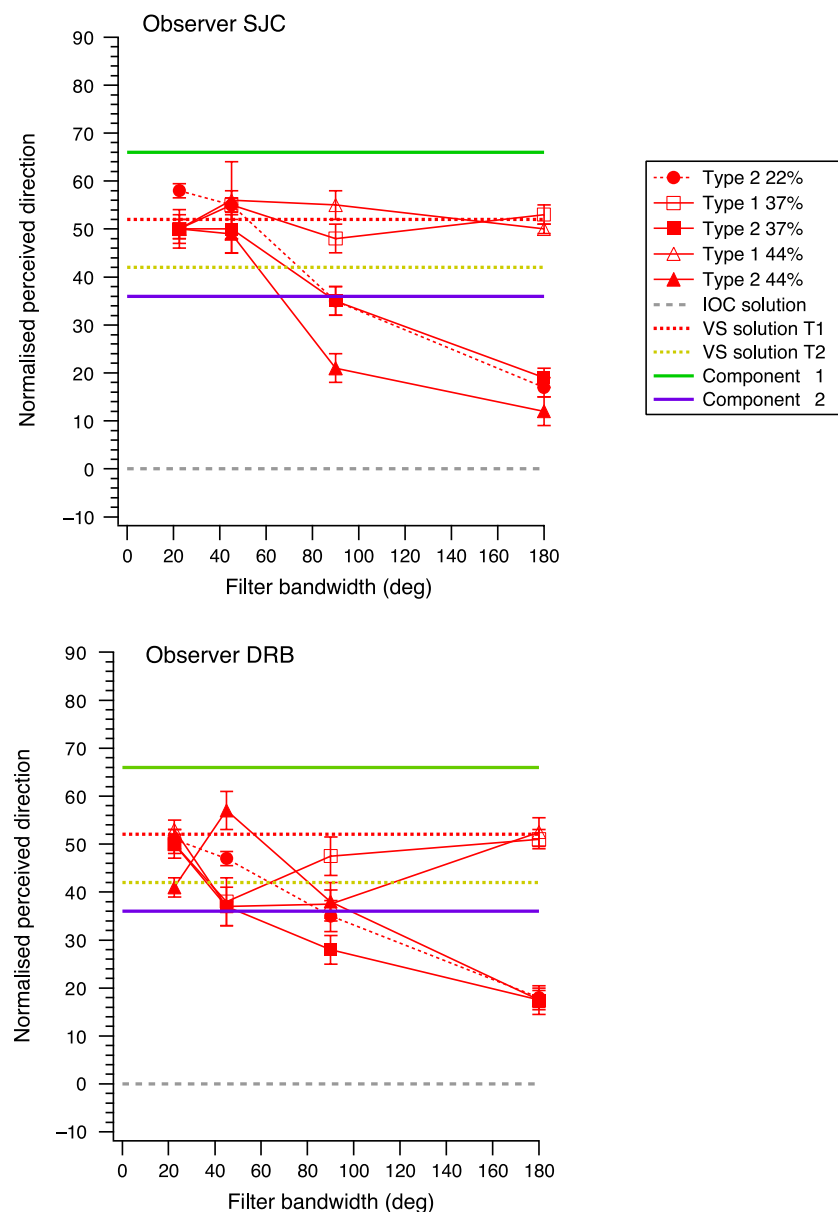 Observer SJC
Normalised perceived direction
90
80
70
60
50
40
30
20
10
0
−10
0 20 40 60 80 100 120 140 160 180
Filter bandwidth (deg)
Type 2 22%
Type 1 37%
Type 2 37%
Type 1 44%
Type 2 44%
IOC solution
VS solution T1
VS solution T2
Component 1
Component 2
Observer DRB
Normalised perceived direction
90
80
70
60
50
40
30
20
10
0
−10
0 20 40 60 80 100 120 140 160 180
Filter bandwidth (deg)